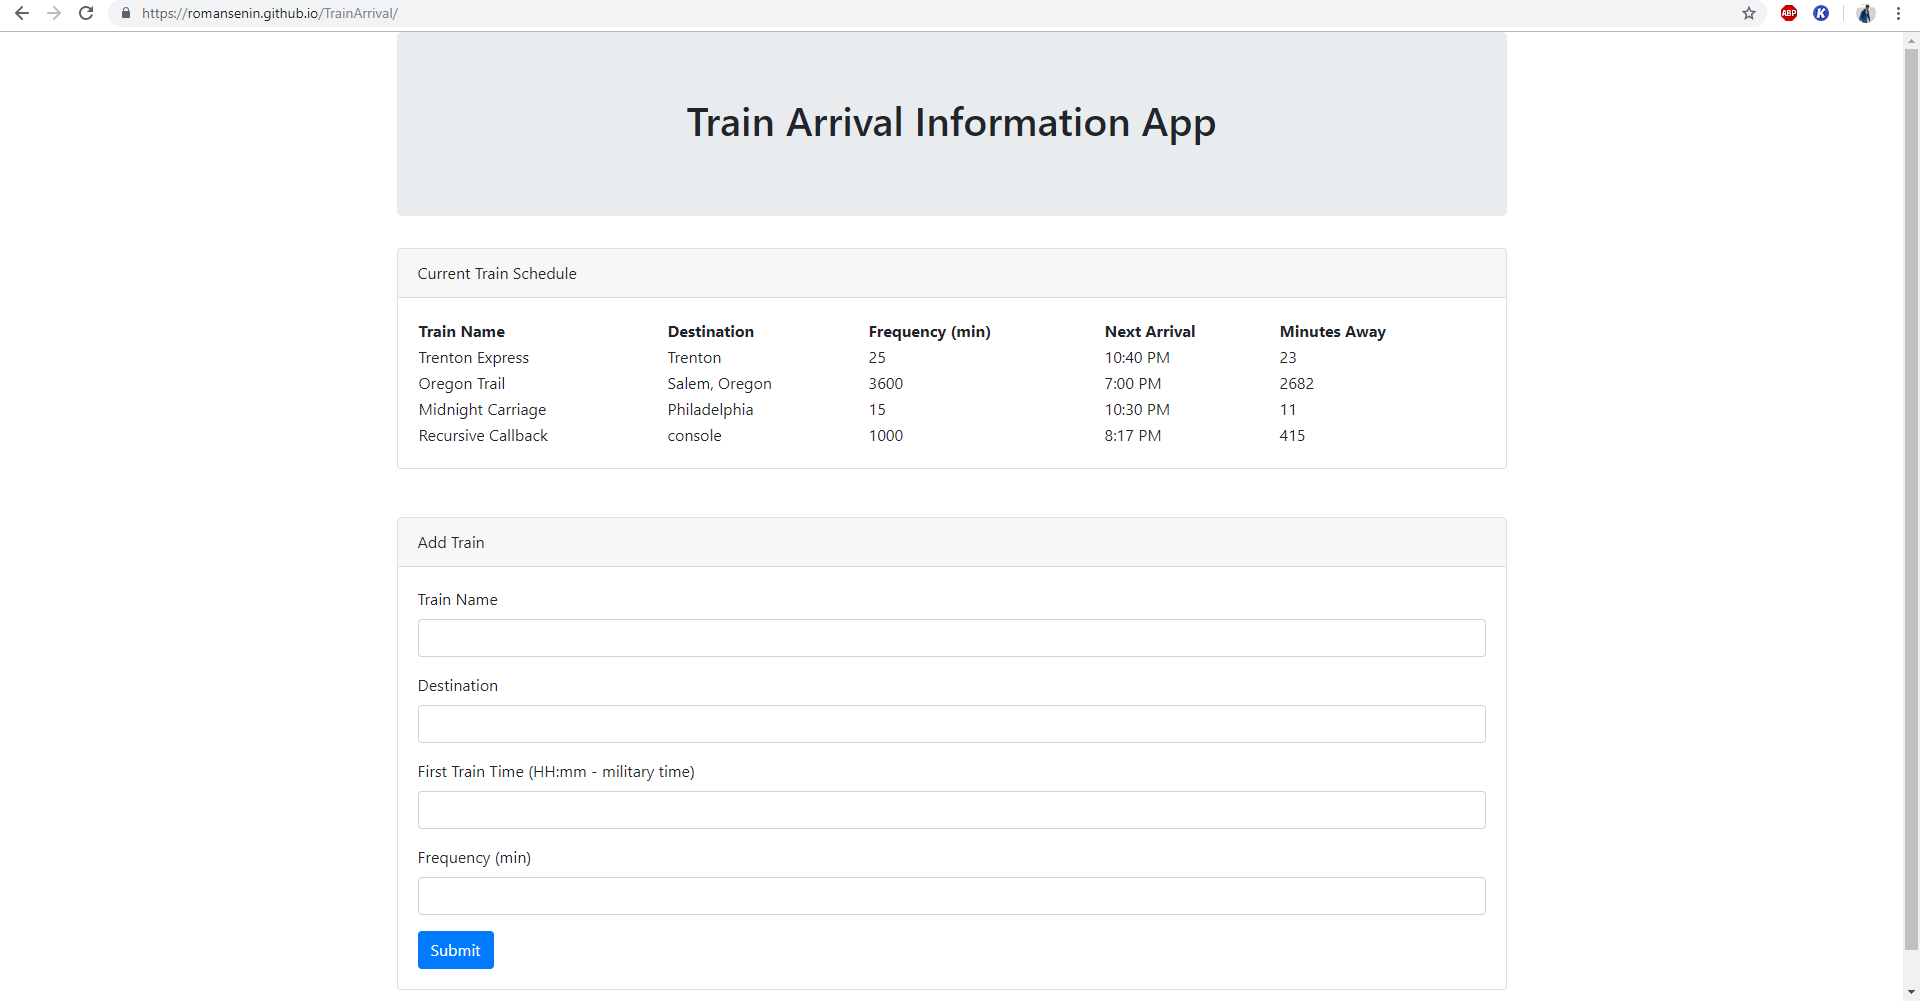 https://romansenin.github.io/TrainArrival/
ABP
K
Train Arrival Information App
Current Train Schedule
Train Name Destination Frequency (min) Next Arrival Minutes Away
Trenton Express Trenton 25 10:40 PM 23
Oregon Trail Salem, Oregon 3600 7:00 PM 2682
Midnight Carriage Philadelphia 15 10:30 PM 11
Recursive Callback console 1000 8:17 PM 415
Add Train
Train Name
Destination
First Train Time (HH:mm - military time)
Frequency (min)
Submit